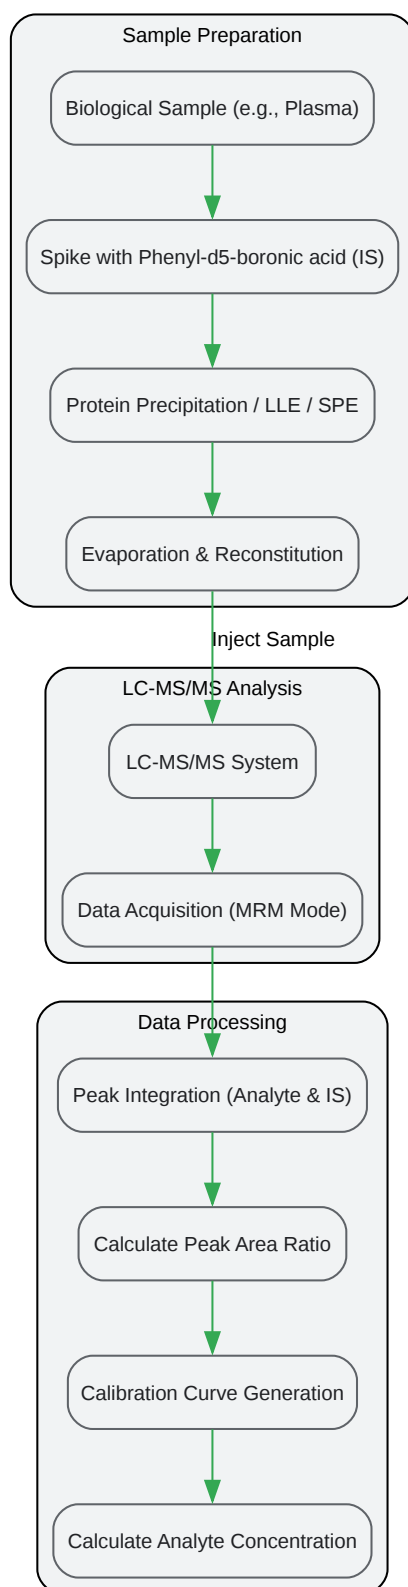 Sample Preparation
Biological Sample (e.g., Plasma)
Spike with Phenyl-d5-boronic acid (IS)
Protein Precipitation / LLE / SPE
Evaporation & Reconstitution
Inject Sample
LC-MS/MS Analysis
LC-MS/MS System
Data Acquisition (MRM Mode)
Data Processing
Peak Integration (Analyte & IS)
Calculate Peak Area Ratio
Calibration Curve Generation
Calculate Analyte Concentration